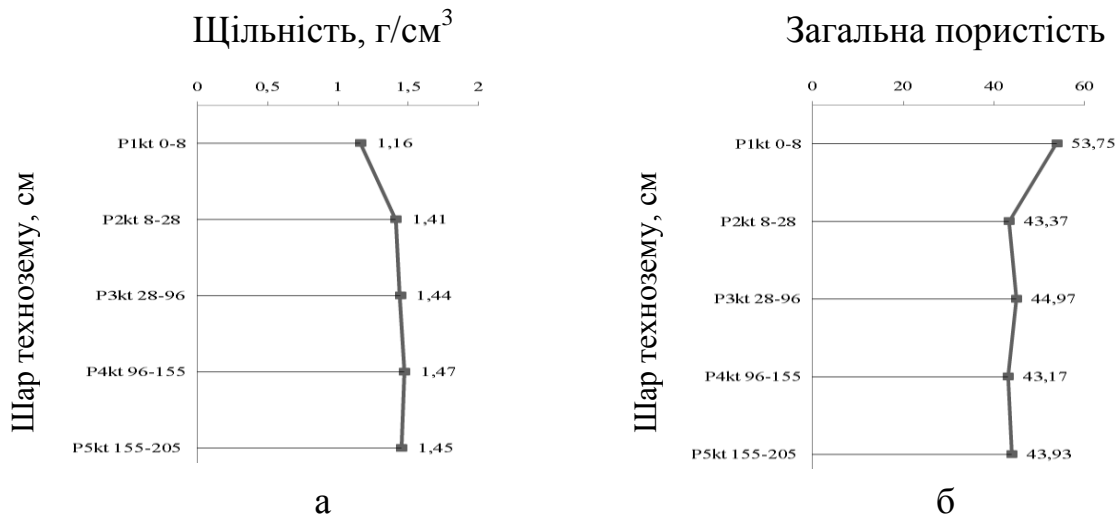 Щільність, г/см³
0 0,5 1 1,5 2
Шар технозему, см
P1kt 0-8 1,16
P2kt 8-28 1,41
P3kt 28-96 1,44
P4kt 96-155 1,47
P5kt 155-205 1,45
а
Загальна пористість
0 20 40 60
Шар технозему, см
P1kt 0-8 53,75
P2kt 8-28 43,37
P3kt 28-96 44,97
P4kt 96-155 43,17
P5kt 155-205 43,93
б